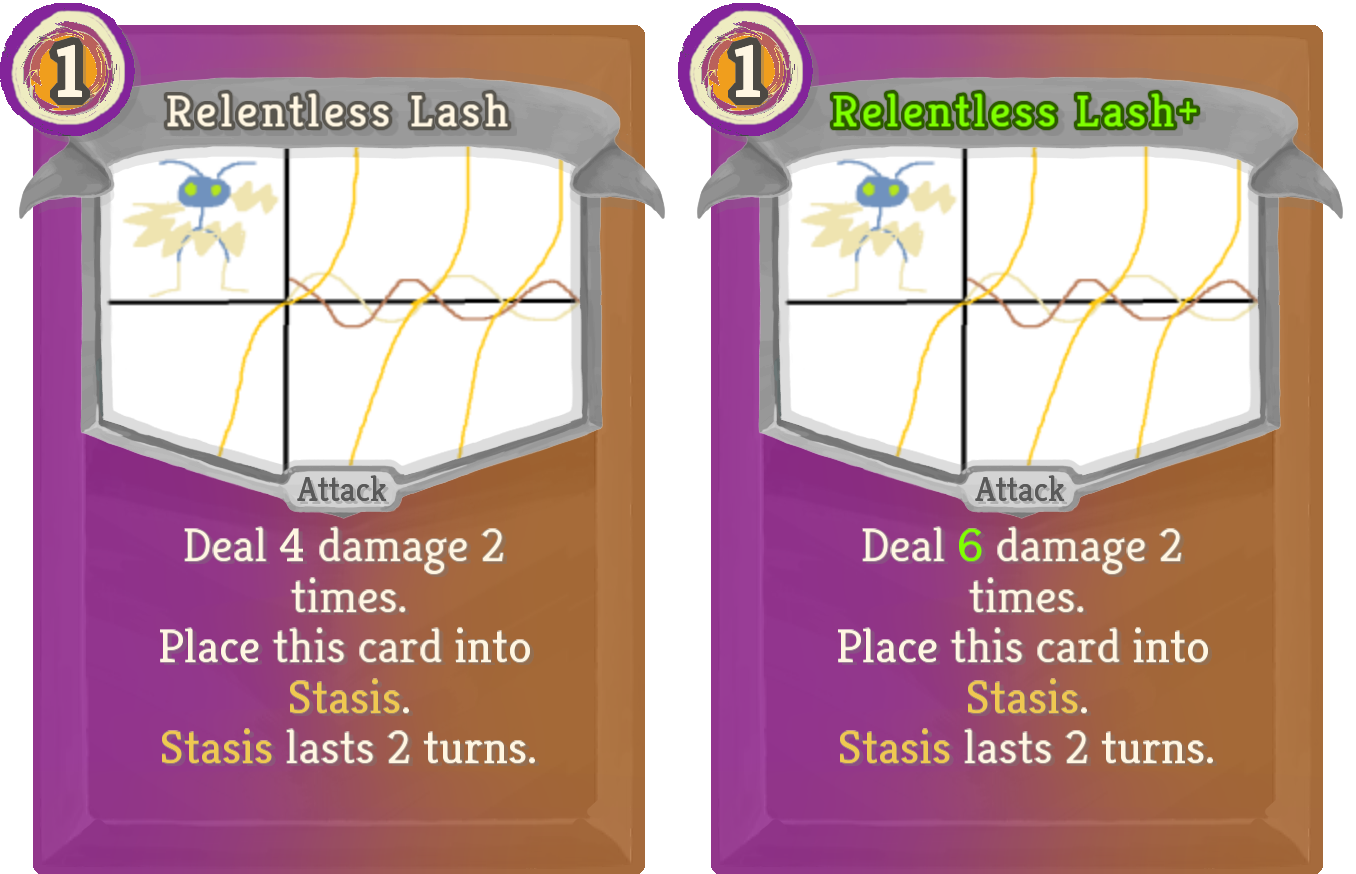 1
Relentless Lash
Attack
Deal 4 damage 2
times.
Place this card into
Stasis.
Stasis lasts 2 turns.
1
Relentless Lash+
Attack
Deal 6 damage 2
times.
Place this card into
Stasis.
Stasis lasts 2 turns.